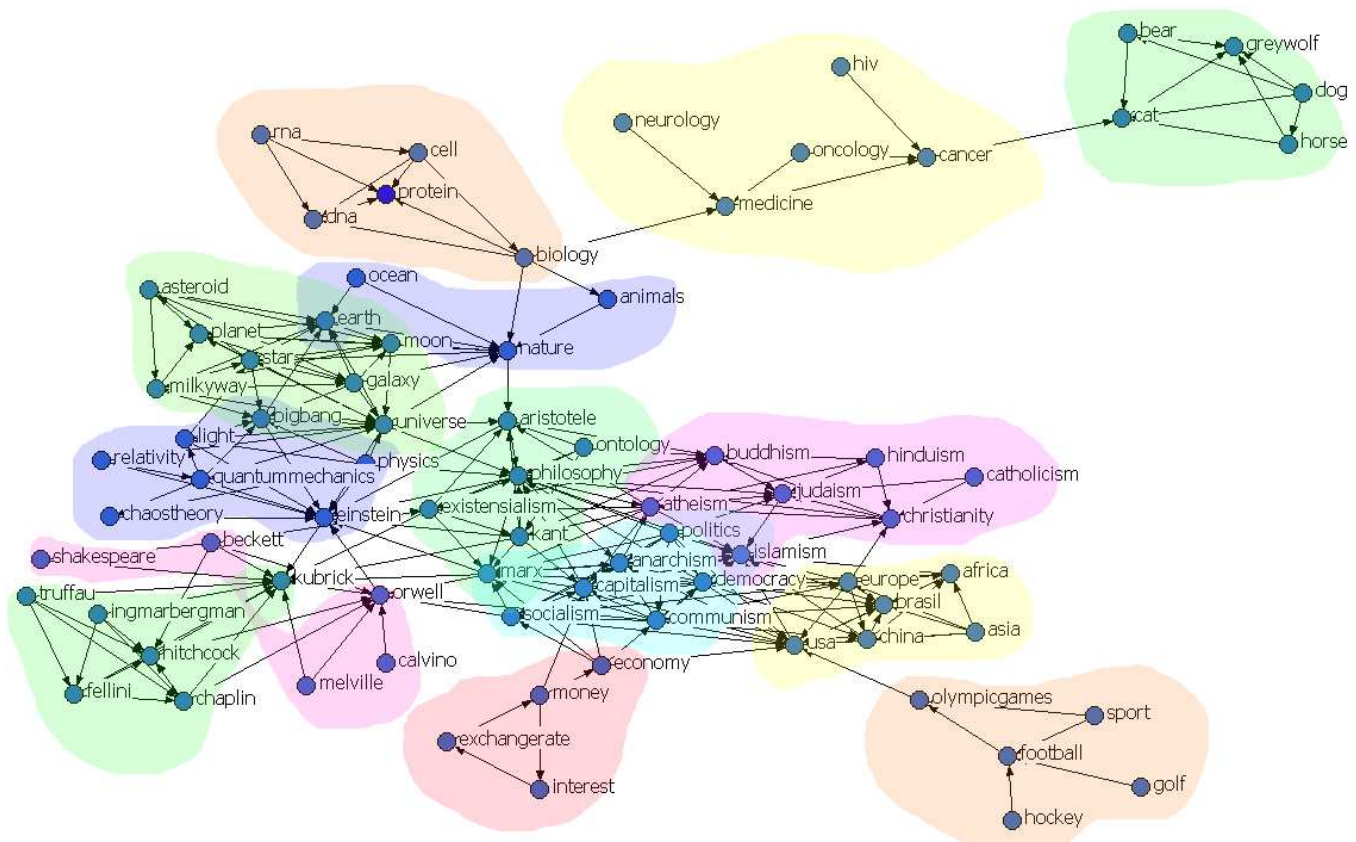 bear
greywolf
hiv
dog
neurology
cat
rna
horse
cell
oncology
cancer
protein
medicine
dna
biology
ocean
asteroid
animals
earth
planet
moon
nature
star
galaxy
milkyway
bigbang
universe
aristotele
light
ontology
relativity
physics
buddhism
hinduism
quantummechanics
philosophy
catholicism
judaism
existensialism
atheism
chaostheory
einstein
christianity
kant
politics
beckett
shakespeare
islamism
anarchism
marx
kubrick
capitalism
democracy
europe
africa
truffau
orwell
brasil
ingmarbergman
socialism
communism
asia
china
usa
hitchcock
calvino
economy
melville
fellini
chaplin
money
olympicgames
sport
exchangerate
football
interest
golf
hockey